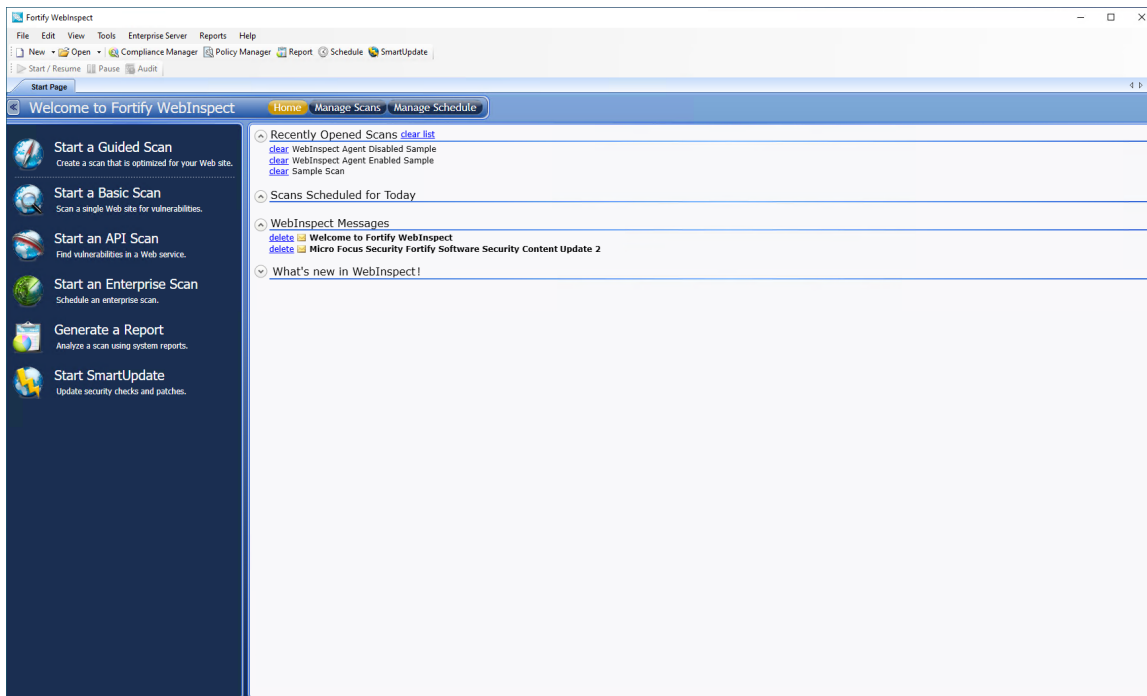 Fortify WebInspect
File Edit View Tools Enterprise Server Reports Help
New Open Compliance Manager Policy Manager Report Schedule SmartUpdate
Start / Resume Pause Audit
Start Page
Welcome to Fortify WebInspect Home Manage Scans Manage Schedule
Start a Guided Scan
Create a scan that is optimized for your Web site.
Start a Basic Scan
Scan a single Web site for vulnerabilities.
Start an API Scan
Find vulnerabilities in a Web service.
Start an Enterprise Scan
Schedule an enterprise scan.
Generate a Report
Analyze a scan using system reports.
Start SmartUpdate
Update security checks and patches.
Recently Opened Scans clear list
clear WebInspect Agent Disabled Sample
clear WebInspect Agent Enabled Sample
clear Sample Scan
Scans Scheduled for Today
WebInspect Messages
delete Welcome to Fortify WebInspect
delete Micro Focus Security Fortify Software Security Content Update 2
What's new in WebInspect!